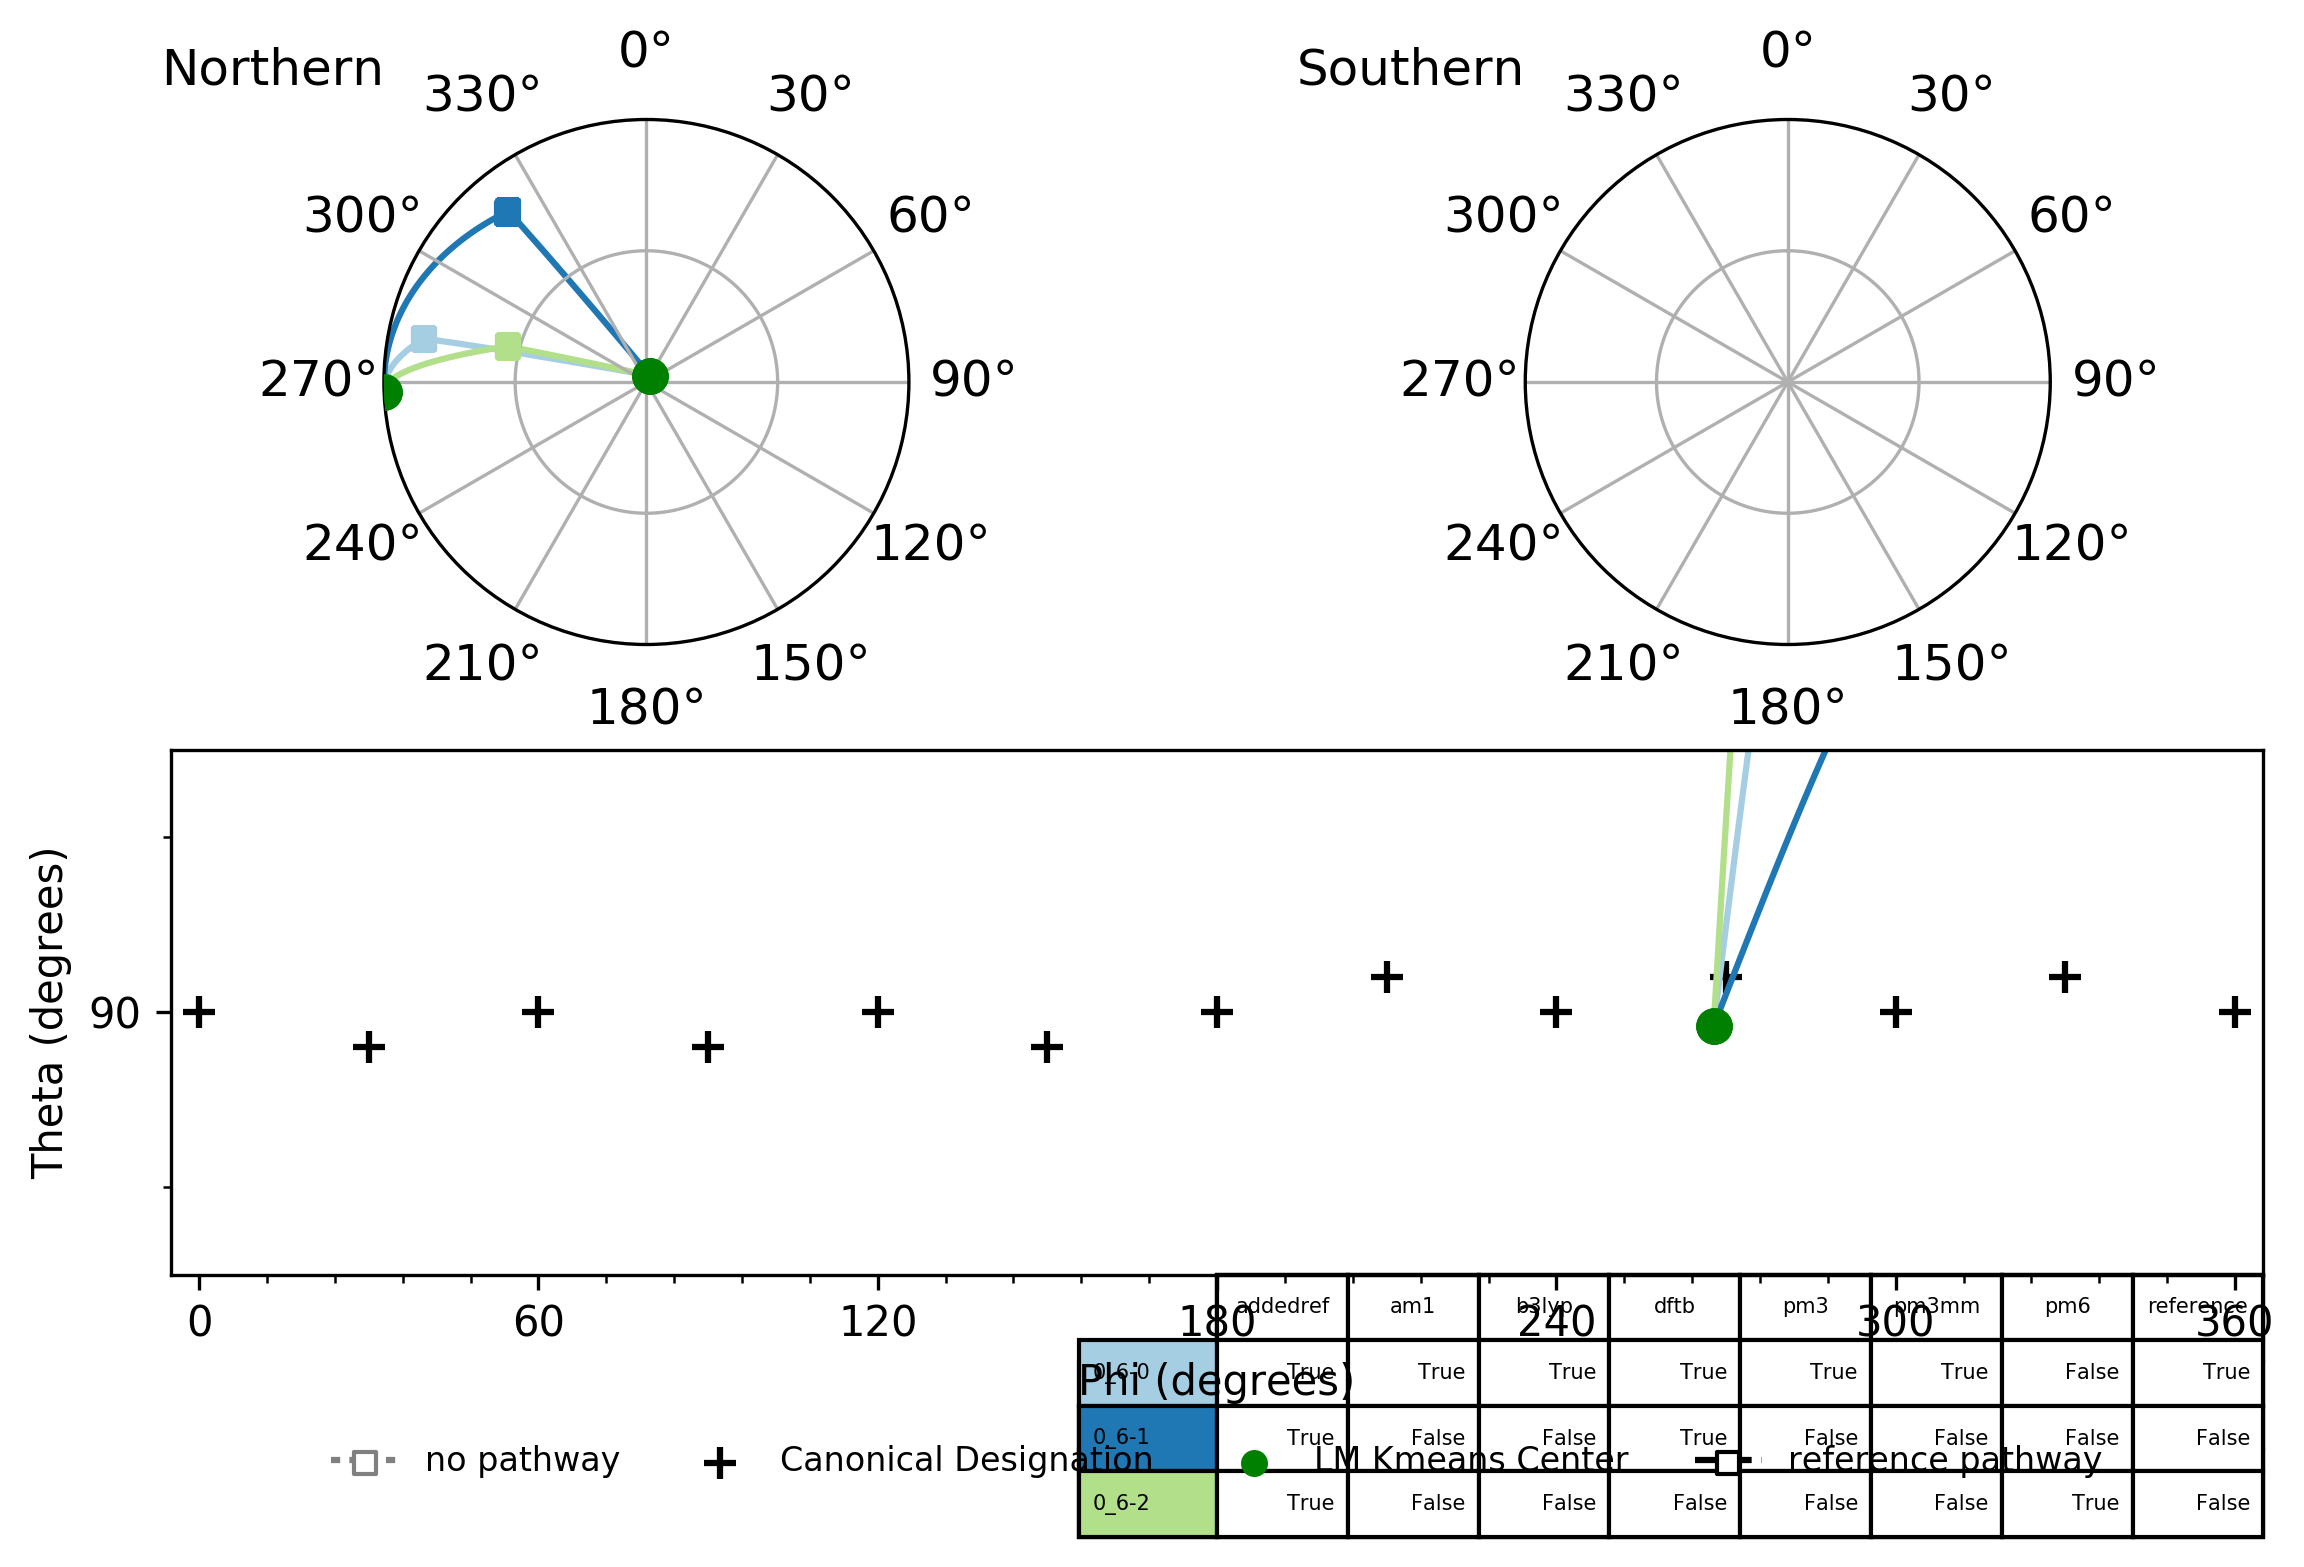 Northern
0°
30°
60°
90°
120°
150°
180°
210°
240°
270°
300°
330°
Southern
0°
30°
60°
90°
120°
150°
180°
210°
240°
270°
300°
330°
Theta (degrees)
90
0 60 120 180 240 300 360
Phi (degrees)
addedref am1 b3lyp dftb pm3 pm3mm pm6 reference
0_6-0 True True True True True True False True
0_6-1 True False False True False False False False
0_6-2 True False False False False False True False
no pathway Canonical Designation LM Kmeans Center reference pathway